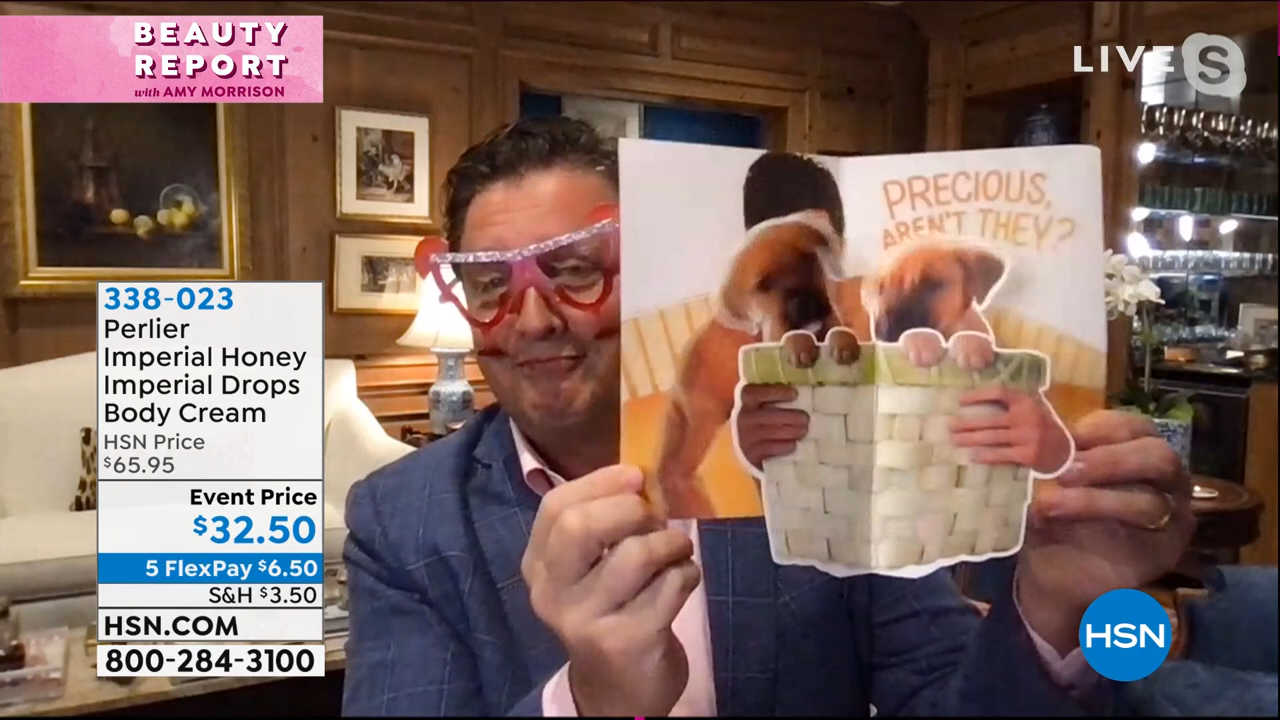 BEAUTY
REPORT
with AMY MORRISON
LIVE S
PRECIOUS,
AREN'T THEY?
338-023
Perlier
Imperial Honey
Imperial Drops
Body Cream
HSN Price
$65.95
Event Price
$32.50
5 FlexPay $6.50
S&H $3.50
HSN.COM
800-284-3100
HSN